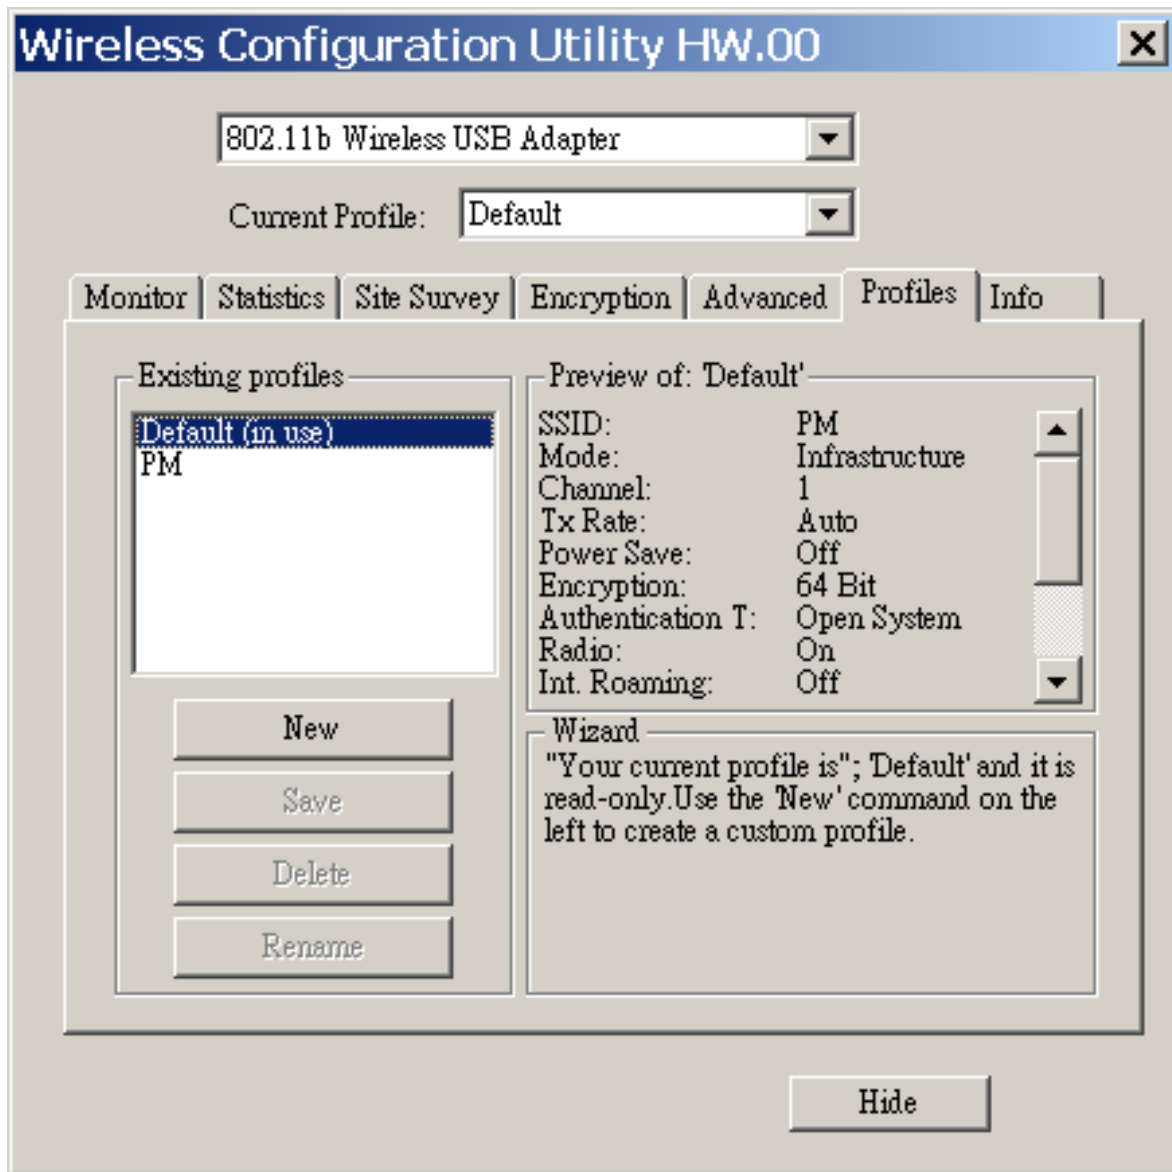 Wireless Configuration Utility HW.00
802.11b Wireless USB Adapter
Current Profile: Default
Monitor Statistics Site Survey Encryption Advanced Profiles Info
Existing profiles
Default (in use)
PM
New
Save
Delete
Rename
Preview of: 'Default'
SSID: PM
Mode: Infrastructure
Channel: 1
Tx Rate: Auto
Power Save: Off
Encryption: 64 Bit
Authentication T: Open System
Radio: On
Int. Roaming: Off
Wizard
"Your current profile is"; 'Default' and it is
read-only.Use the 'New' command on the
left to create a custom profile.
Hide